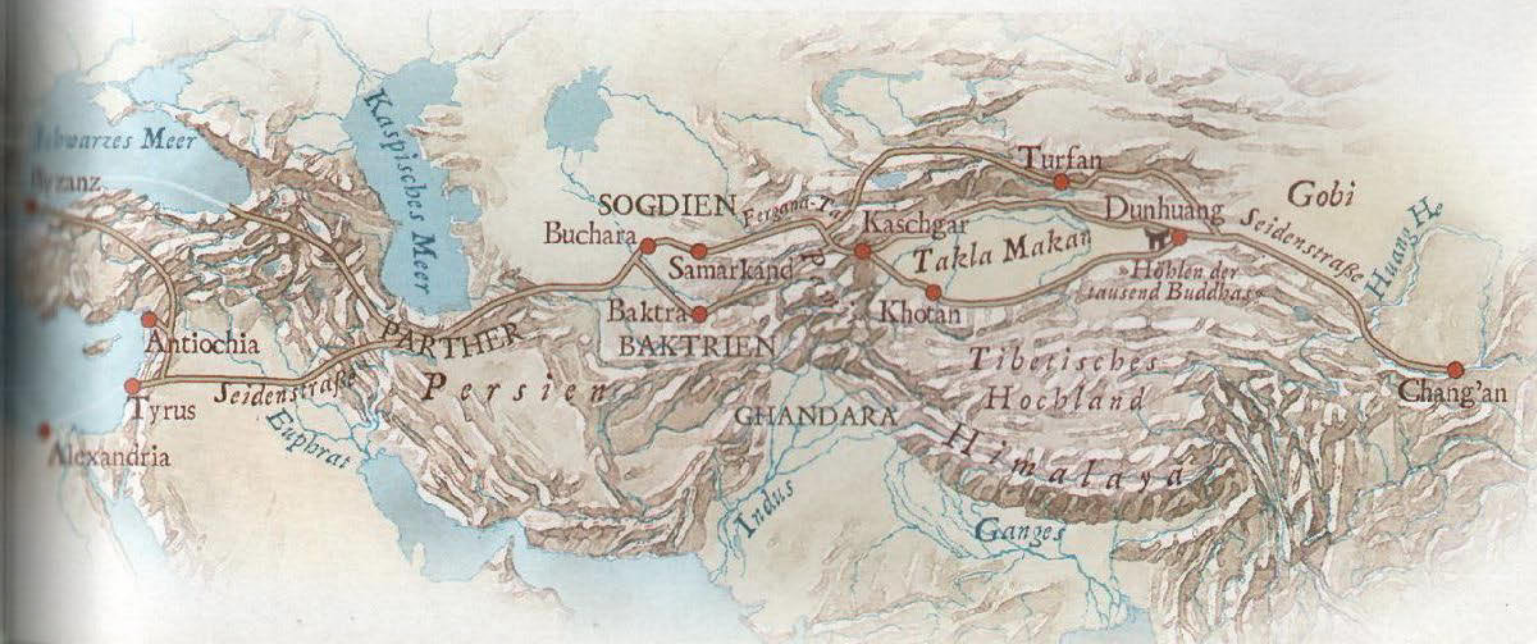 Schwarzes Meer
Byzanz
Kaspisches Meer
SOGDIEN
Fergana-Ta
Buchara
Samarkand
Baktra
BAKTRIEN
Kaschgar
Takla Makan
Khotan
Turfan
Dunhuang
»Höhlen der
tausend Buddhas«
Gobi
Seidenstraße
Huang He
Chang'an
Antiochia
Tyrus
Alexandria
Seidenstraße
Euphrat
PARTHER
Persien
GHANDARA
Indus
Tibetisches
Hochland
Himalaya
Ganges